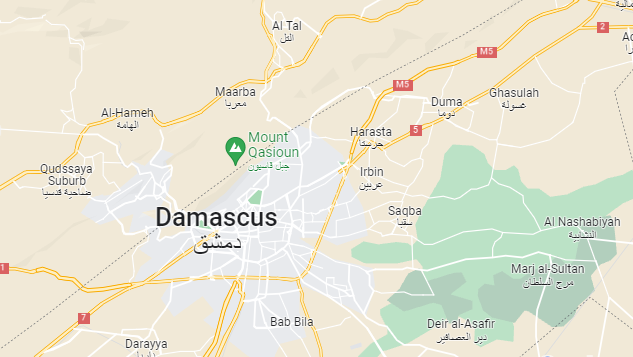 Al Tal
التل
2
M5
M5
Maarba
معربا
Duma
دوما
Ghasulah
غسولة
Al-Hameh
الهامة
Harasta
حرستا
5
Mount
Qasioun
جبل قاسيون
Irbin
عربين
Qudssaya
Suburb
ضاحية قدسيا
Saqba
سقبا
Damascus
دمشق
Al Nashabiyah
النشابية
1
Marj al-Sultan
مرج السلطان
7
Bab Bila
Deir al-Asafir
دير العصافير
Darayya
داريا